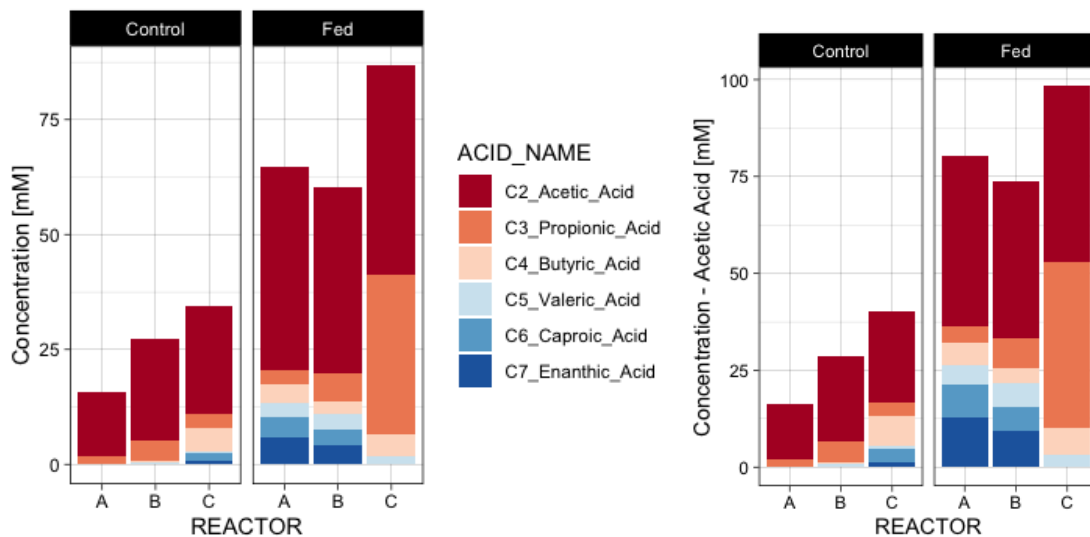 Control
Fed
Concentration [mM]
75
50
25
0
A
B
C
A
B
C
REACTOR
ACID_NAME
C2_Acetic_Acid
C3_Propionic_Acid
C4_Butyric_Acid
C5_Valeric_Acid
C6_Caproic_Acid
C7_Enanthic_Acid
Control
Fed
Concentration - Acetic Acid [mM]
100
75
50
25
0
A
B
C
A
B
C
REACTOR